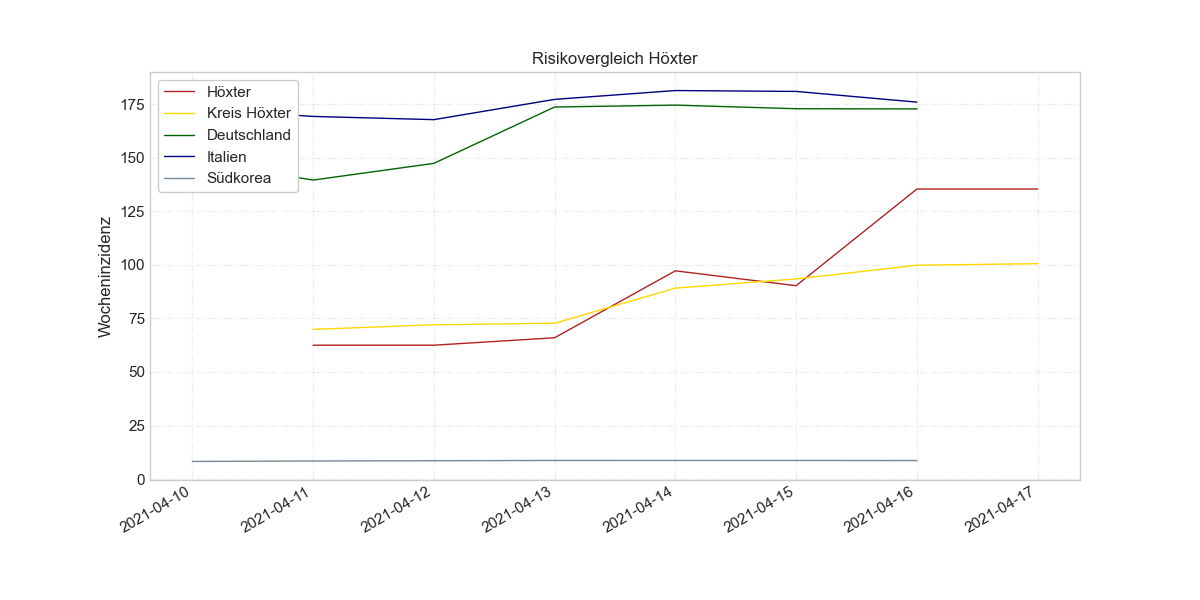 Risikovergleich Höxter
Höxter
Kreis Höxter
Deutschland
Italien
Südkorea
Wocheninzidenz
175
150
125
100
75
50
25
0
2021-04-10
2021-04-11
2021-04-12
2021-04-13
2021-04-14
2021-04-15
2021-04-16
2021-04-17